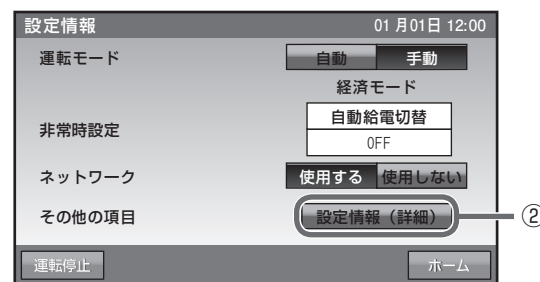 設定情報 01月01日 12:00
運転モード 自動 手動
経済モード
非常時設定 自動給電切替
OFF
ネットワーク 使用する 使用しない
その他の項目 設定情報（詳細） ②
運転停止 ホーム